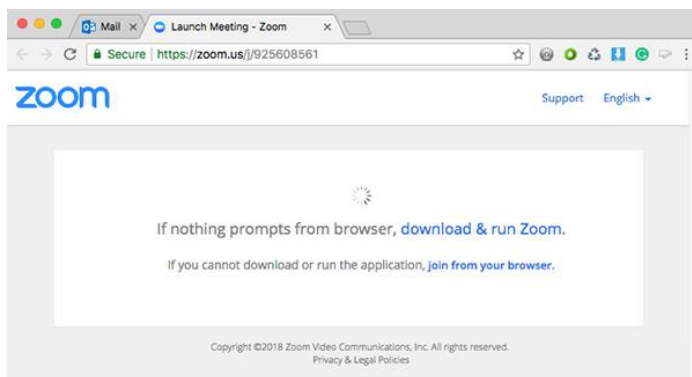 Mail
Launch Meeting - Zoom
Secure | https://zoom.us/j/925608561
zoom
Support English
If nothing prompts from browser, download & run Zoom.
If you cannot download or run the application, join from your browser.
Copyright ©2018 Zoom Video Communications, Inc. All rights reserved.
Privacy & Legal Policies